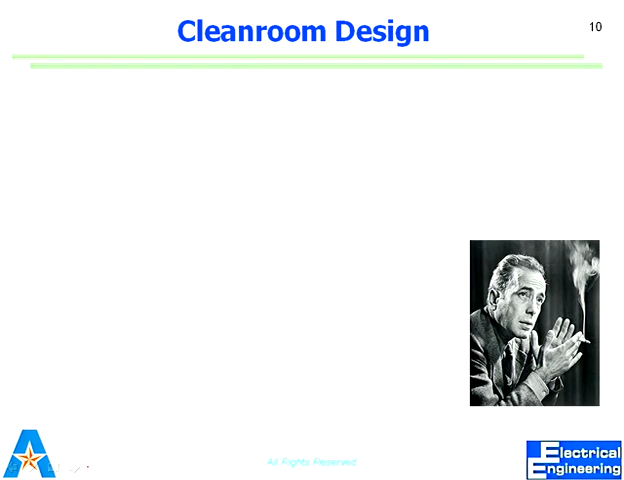 Cleanroom Design
10
All Rights Reserved
Electrical
Engineering